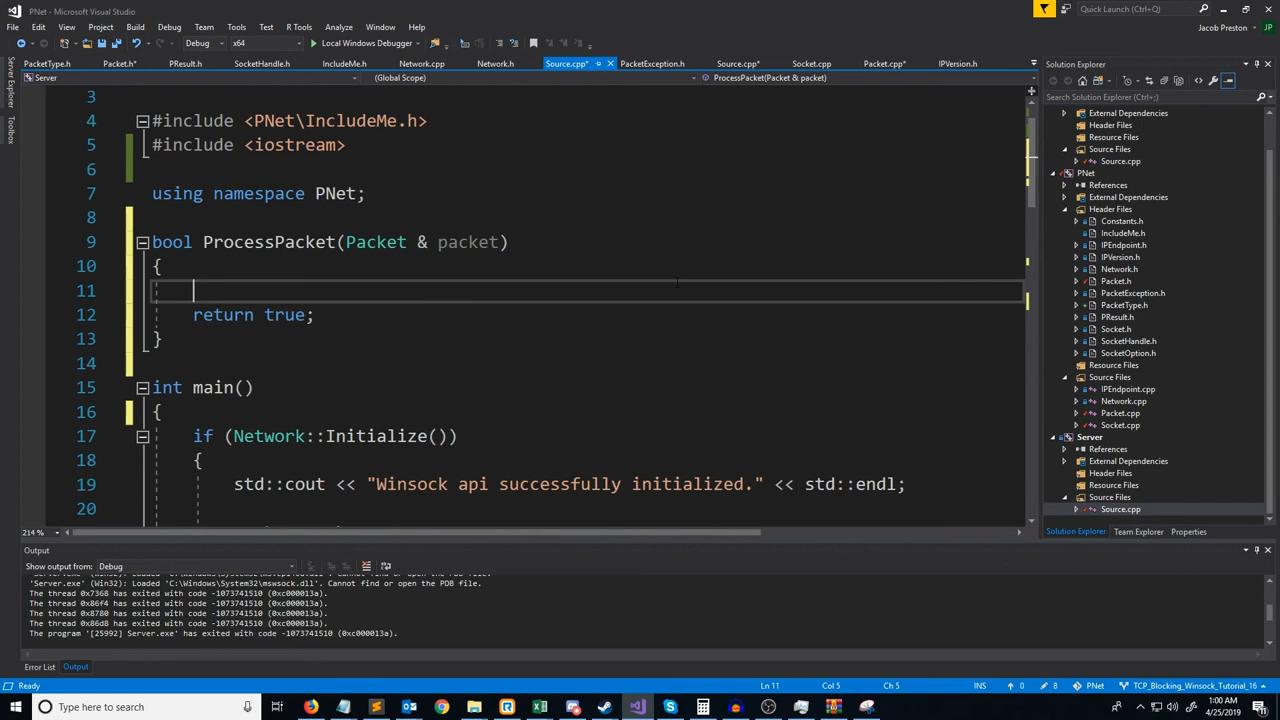 PNet - Microsoft Visual Studio
Quick Launch (Ctrl+Q)
File Edit View Project Build Debug Team Tools Test Analyze Window Help
Jacob Preston JP
Debug x64 Local Windows Debugger
PacketType.h Packet.h* PResult.h SocketHandle.h IncludeMe.h Network.cpp Network.h Source.cpp* PacketException.h Source.cpp* Socket.cpp Packet.cpp* IPVersion.h
Server (Global Scope) ProcessPacket(Packet & packet)
Server Explorer
Toolbox
3
4 #include <PNet\IncludeMe.h>
5 #include <iostream>
6
7 using namespace PNet;
8
9 bool ProcessPacket(Packet & packet)
10 {
11
12 return true;
13 }
14
15 int main()
16 {
17 if (Network::Initialize())
18 {
19 std::cout << "Winsock api successfully initialized." << std::endl;
20
214 %
Solution Explorer
Search Solution Explorer (Ctrl+;)
External Dependencies
Header Files
Resource Files
Source Files
Source.cpp
PNet
References
External Dependencies
Header Files
Constants.h
IncludeMe.h
IPEndpoint.h
IPVersion.h
Network.h
Packet.h
PacketException.h
PacketType.h
PResult.h
Socket.h
SocketHandle.h
SocketOption.h
Resource Files
Source Files
IPEndpoint.cpp
Network.cpp
Packet.cpp
Socket.cpp
Server
References
External Dependencies
Header Files
Resource Files
Source Files
Source.cpp
Solution Explorer Team Explorer Properties
Output
Show output from: Debug
'Server.exe' (Win32): Loaded 'C:\Windows\System32\mswsock.dll'. Cannot find or open the PDB file.
The thread 0x7368 has exited with code -1073741510 (0xc000013a).
The thread 0x86f4 has exited with code -1073741510 (0xc000013a).
The thread 0x8780 has exited with code -1073741510 (0xc000013a).
The thread 0x86d8 has exited with code -1073741510 (0xc000013a).
The program '[25992] Server.exe' has exited with code -1073741510 (0xc000013a).
Error List Output
Ready Ln 11 Col 5 Ch 5 INS 0 8 PNet TCP_Blocking_Winsock_Tutorial_16
Type here to search
1:00 AM
4/25/2019